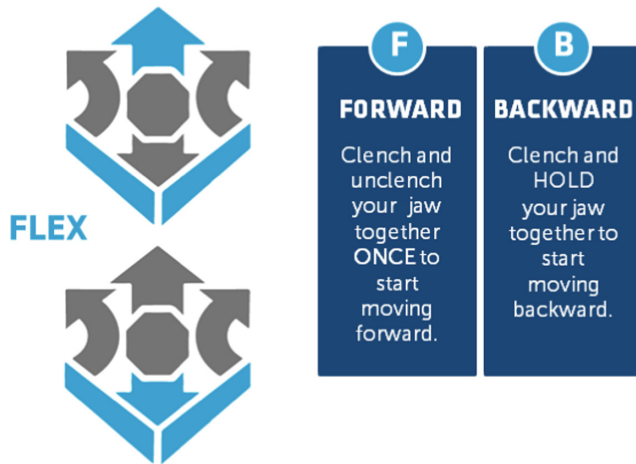 FLEX
F
FORWARD
Clench and
unclench
your jaw
together
ONCE to
start
moving
forward.
B
BACKWARD
Clench and
HOLD
your jaw
together to
start
moving
backward.